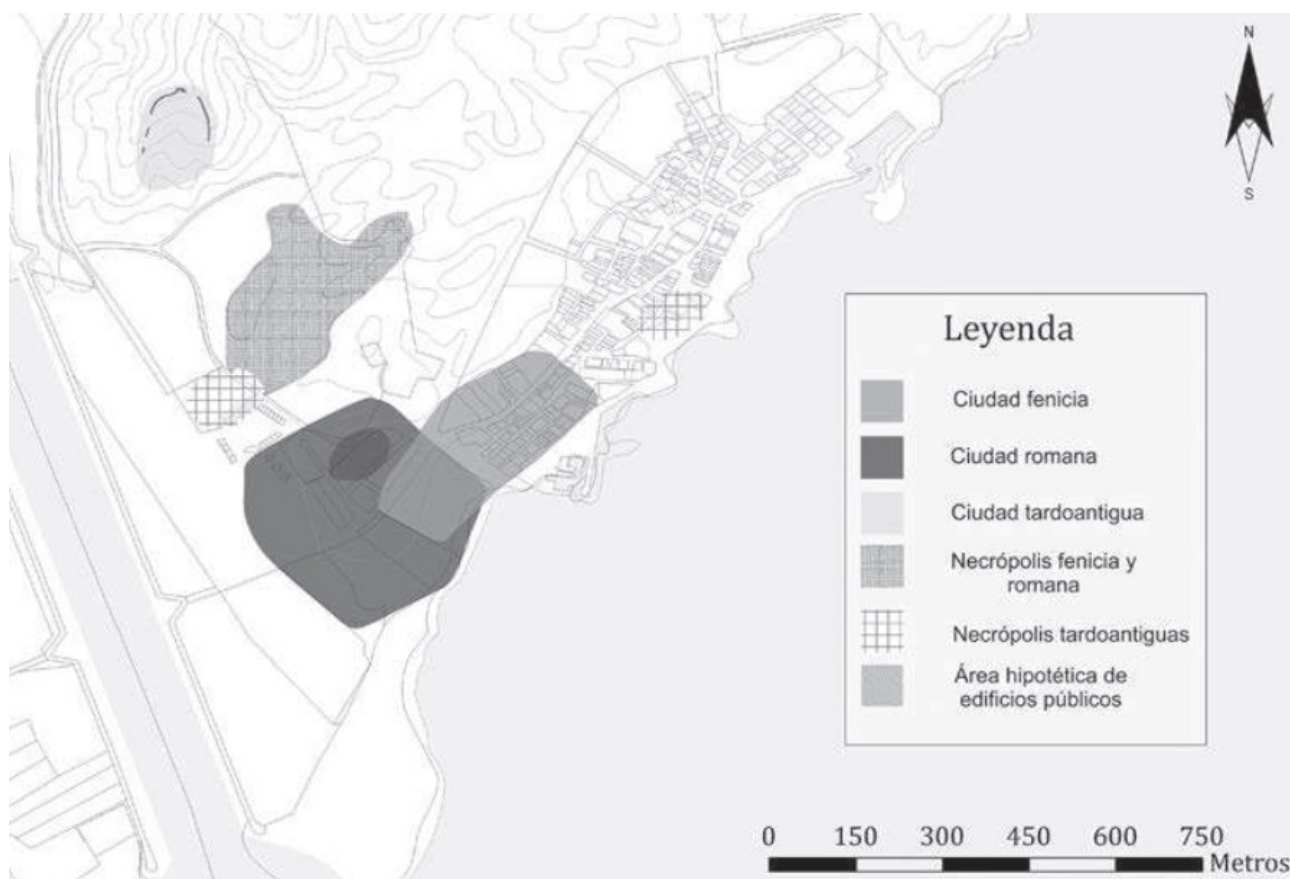 N
S
Leyenda
Ciudad fenicia
Ciudad romana
Ciudad tardoantigua
Necrópolis fenicia y
romana
Necrópolis tardoantiguas
Área hipotética de
edificios públicos
0 150 300 450 600 750
Metros